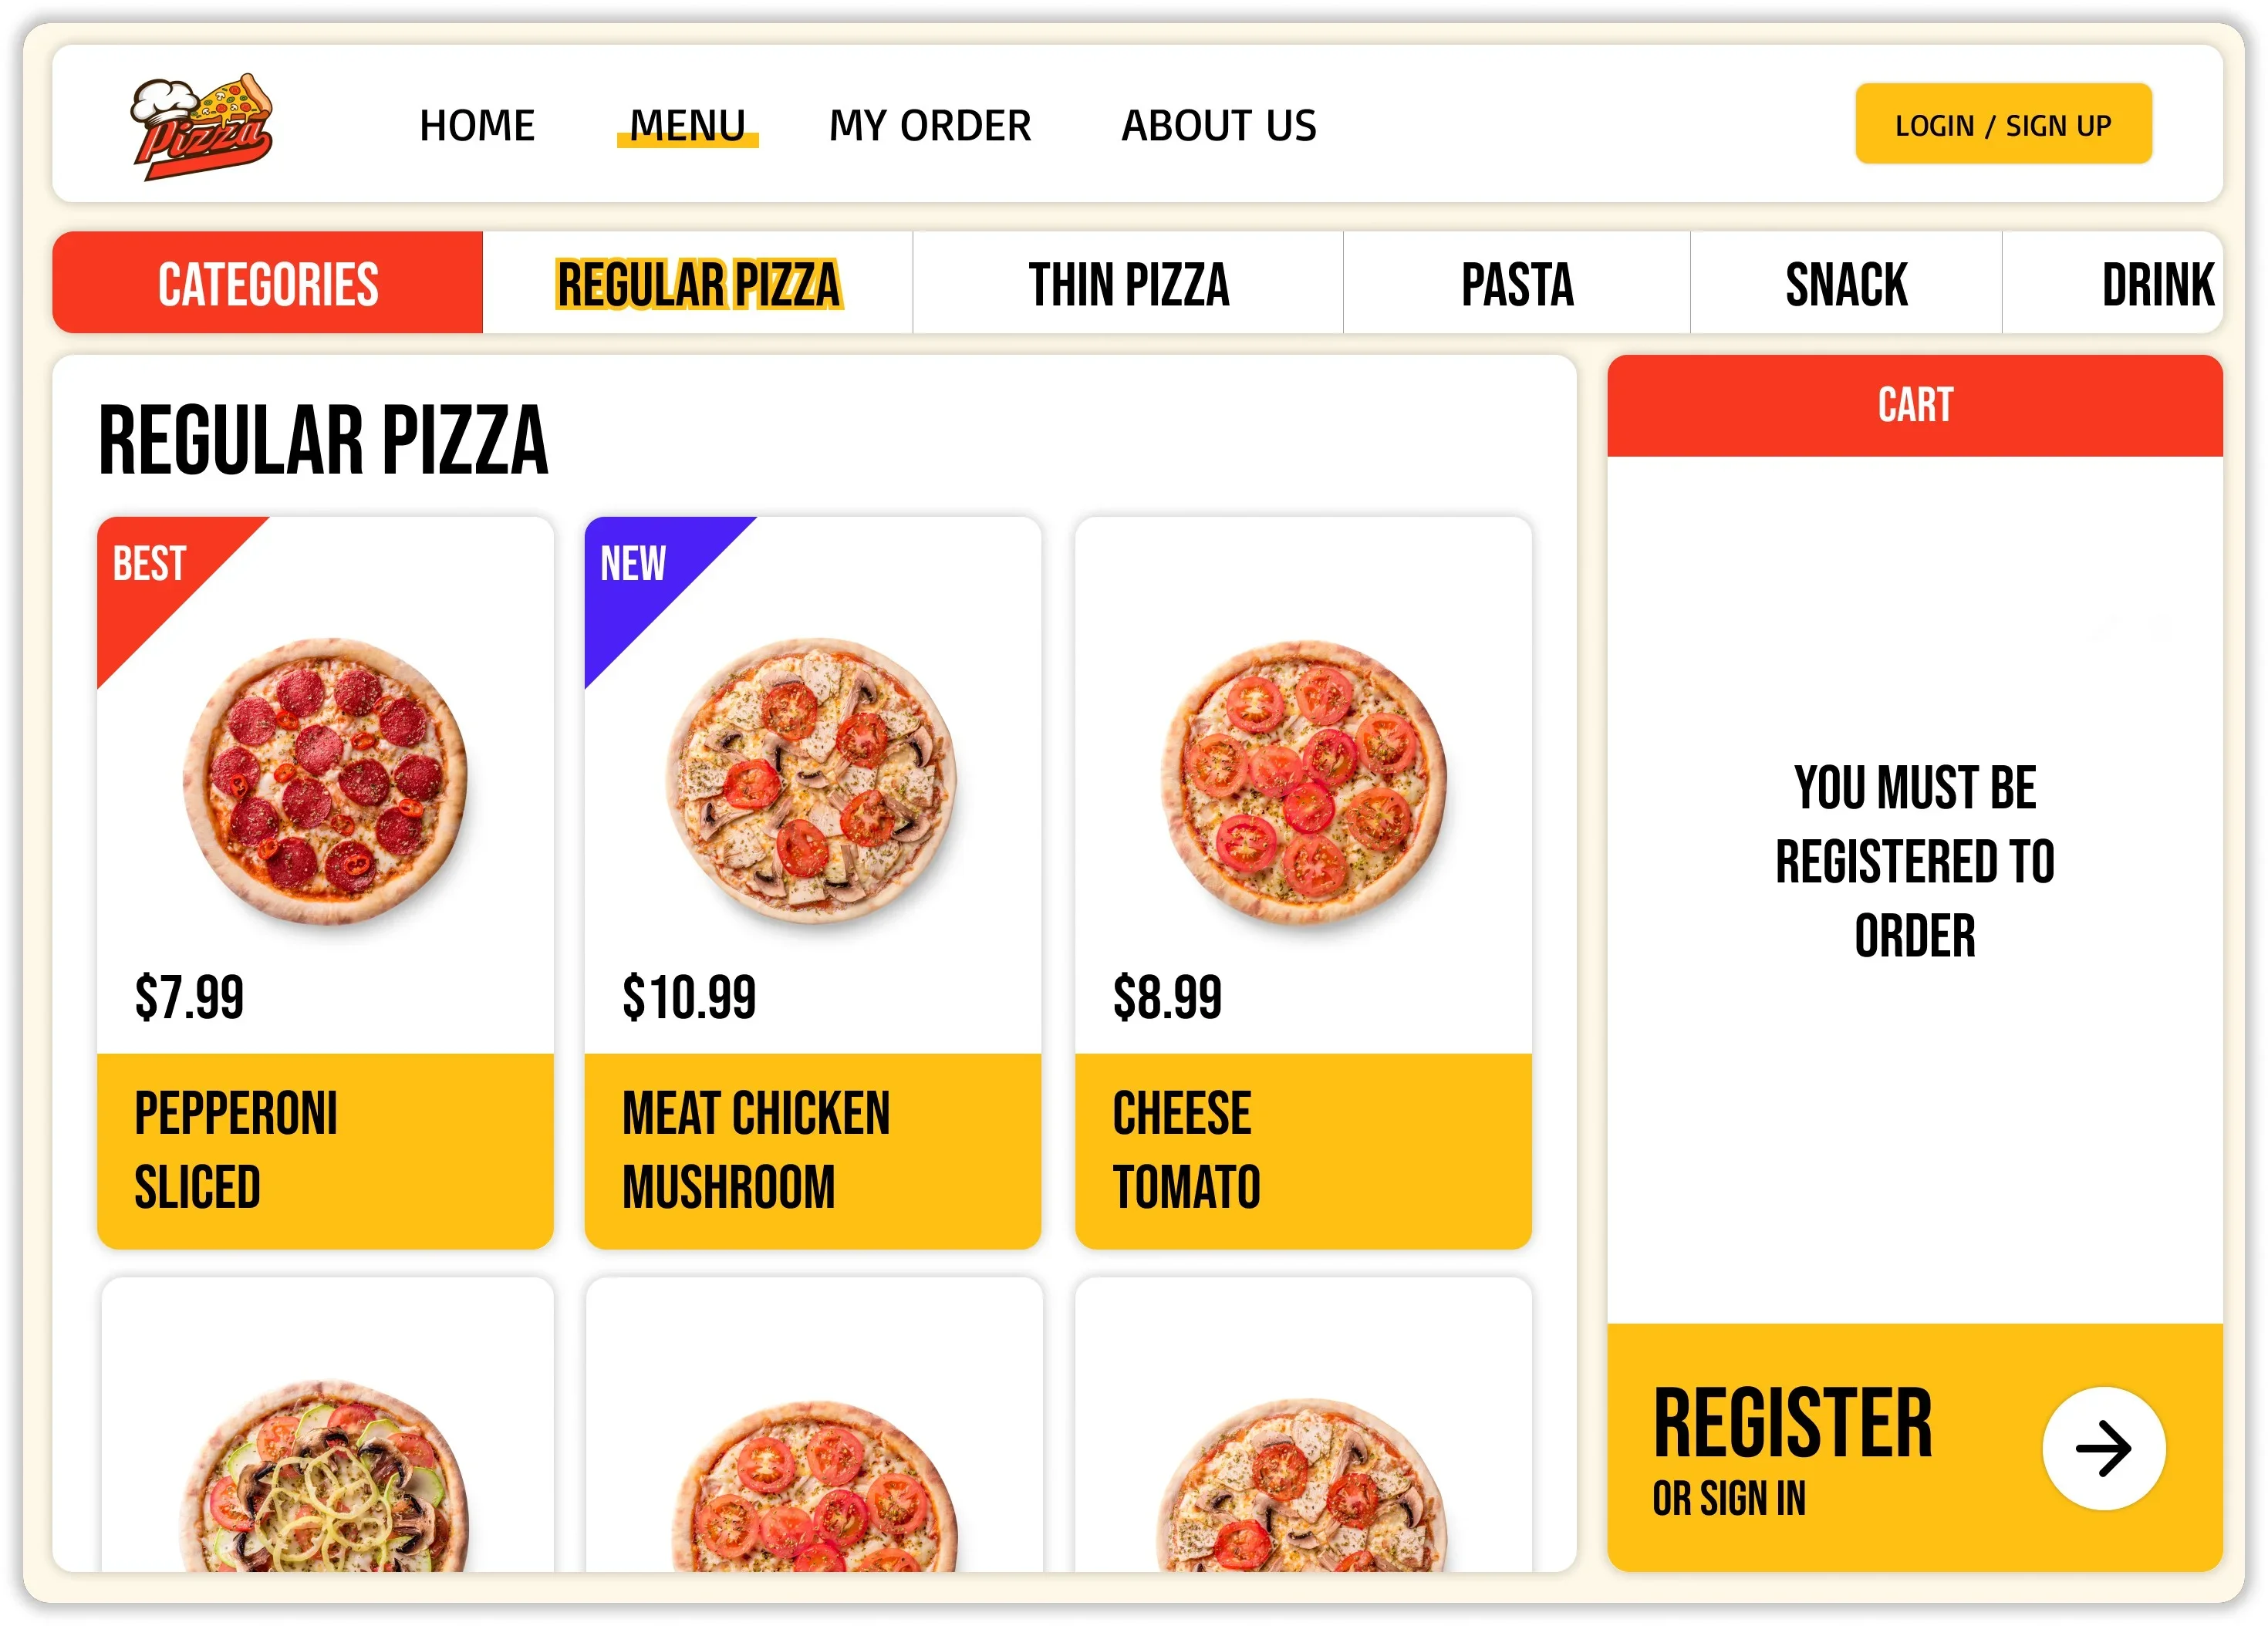 Pizza
HOME
MENU
MY ORDER
ABOUT US
LOGIN / SIGN UP
CATEGORIES
REGULAR PIZZA
THIN PIZZA
PASTA
SNACK
DRINK
REGULAR PIZZA
BEST
$7.99
PEPPERONI
SLICED
NEW
$10.99
MEAT CHICKEN
MUSHROOM
$8.99
CHEESE
TOMATO
CART
YOU MUST BE
REGISTERED TO
ORDER
REGISTER
OR SIGN IN